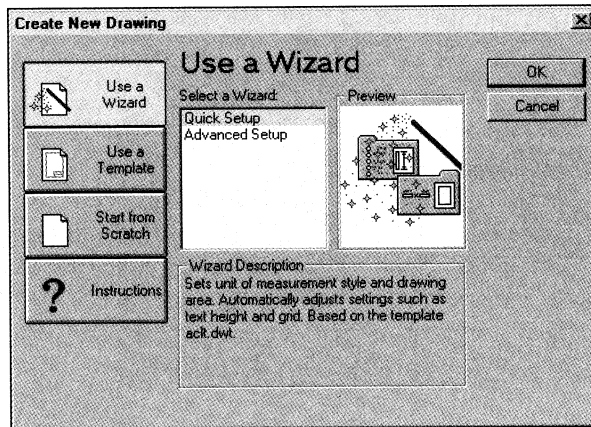 Create New Drawing
Use a Wizard
Use a Template
Start from Scratch
Instructions
Use a Wizard
Select a Wizard:
Quick Setup
Advanced Setup
Preview
Wizard Description
Sets unit of measurement style and drawing
area. Automatically adjusts settings such as
text height and grid. Based on the template
aclt.dwt.
OK
Cancel